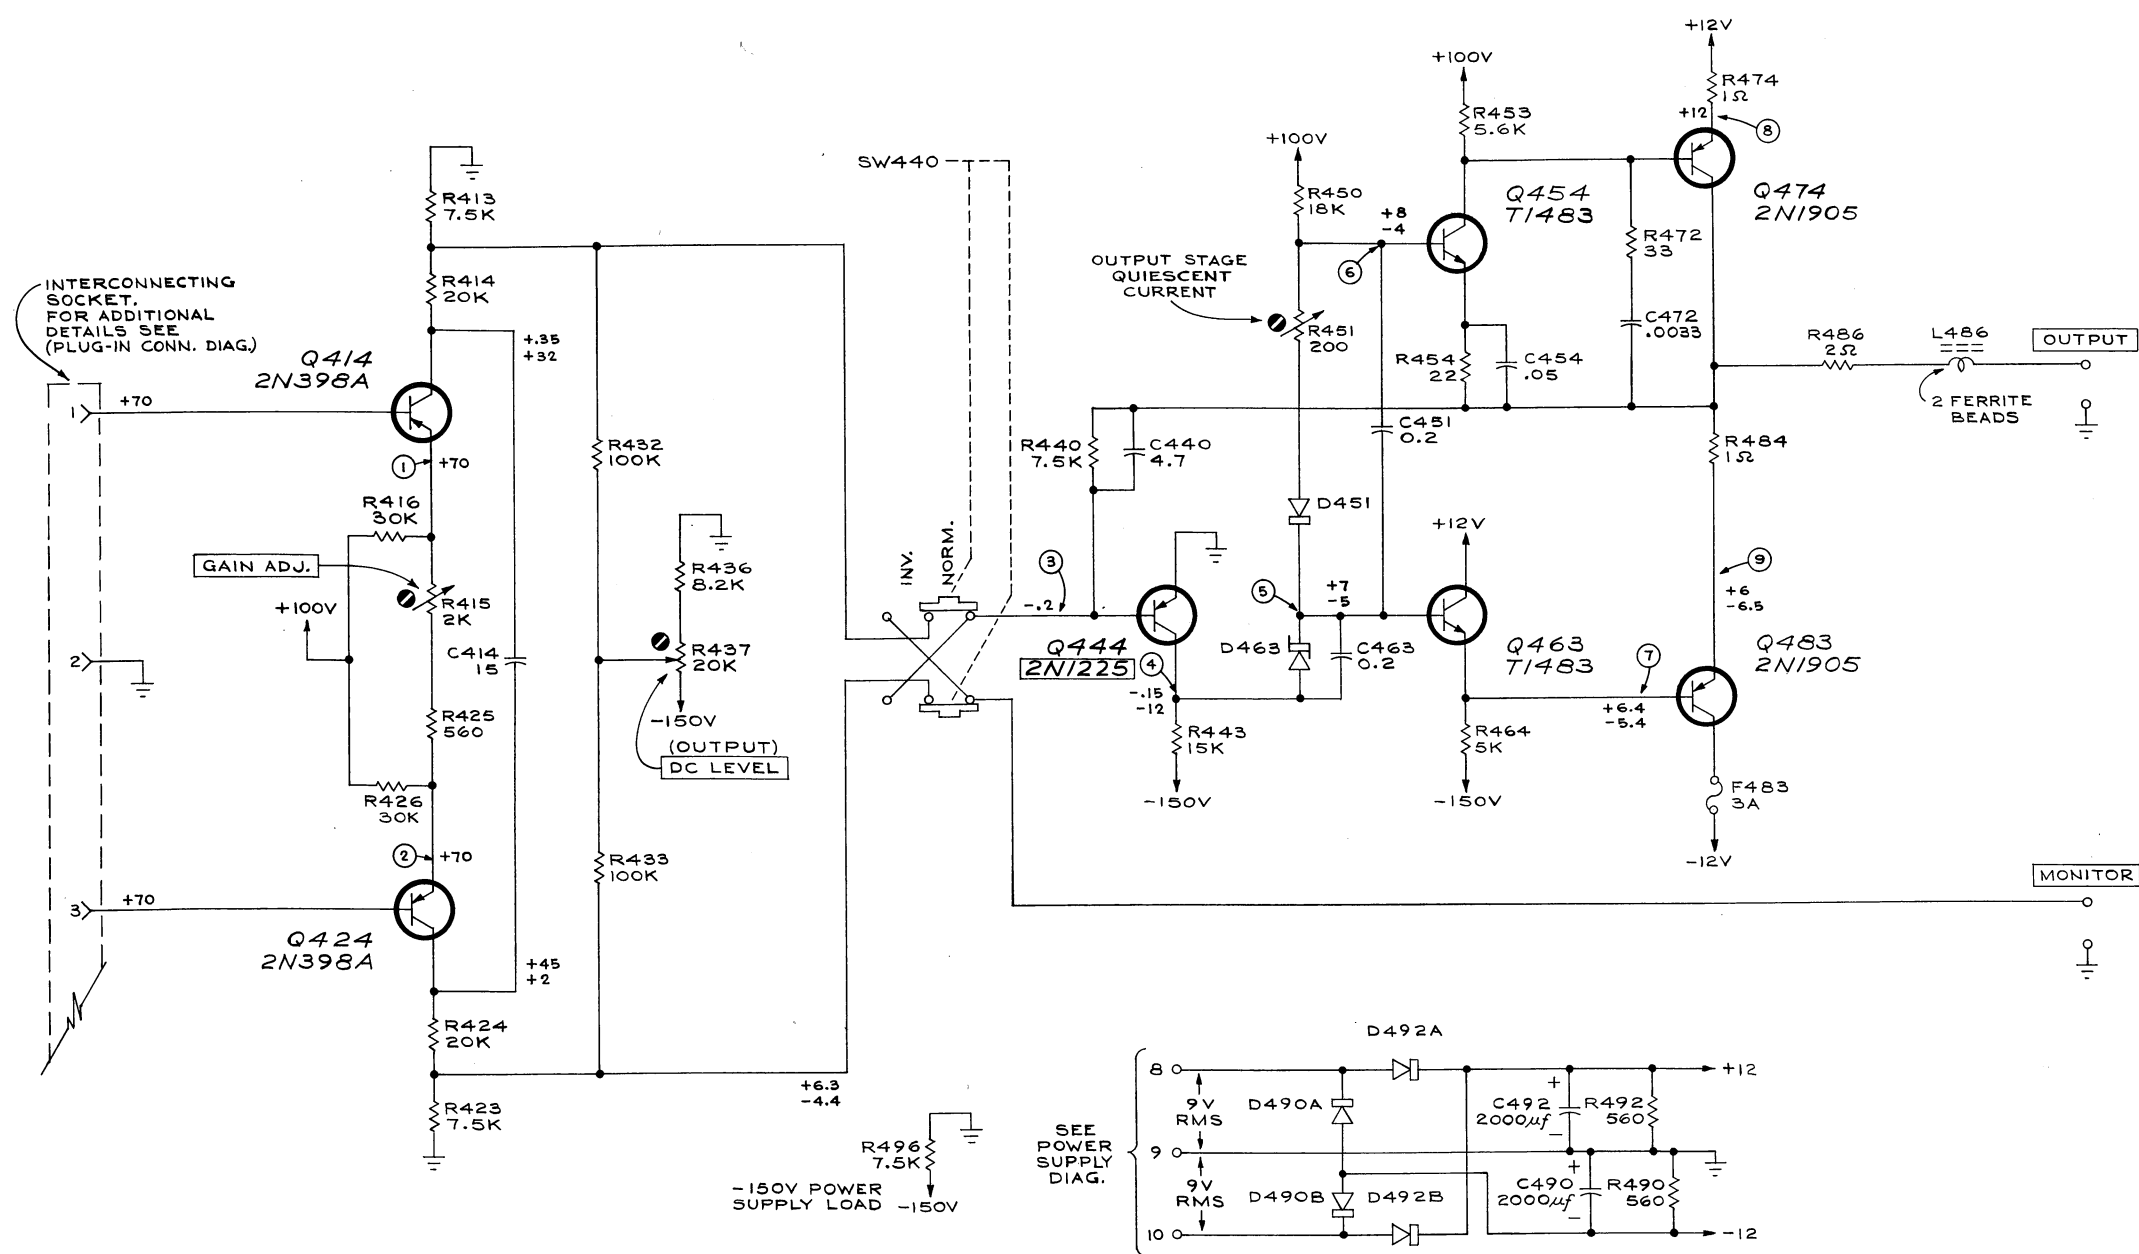 +12V
R474
1Ω
+12
8
Q474
2N1905
+100V
R453
5.6K
Q454
TI483
+100V
R450
18K
+8
-4
6
OUTPUT STAGE
QUIESCENT
CURRENT
R451
200
R472
33
C472
.0033
R454
22
C454
.05
R486
2Ω
L486
OUTPUT
2 FERRITE
BEADS
SW440
R413
7.5K
R414
20K
INTERCONNECTING
SOCKET.
FOR ADDITIONAL
DETAILS SEE
(PLUG-IN CONN. DIAG.)
Q414
2N398A
+.35
+32
1
+70
1
+70
R416
30K
GAIN ADJ.
+100V
R415
2K
C414
15
2
R425
560
R426
30K
2
+70
3
+70
Q424
2N398A
+45
+2
R424
20K
R423
7.5K
R432
100K
R433
100K
R436
8.2K
R437
20K
-150V
(OUTPUT)
DC LEVEL
+6.3
-4.4
INV.
NORM.
R440
7.5K
C440
4.7
3
-.2
Q444
2N1225
4
-.15
-12
R443
15K
-150V
C451
0.2
D451
5
+7
-5
D463
C463
0.2
+12V
Q463
TI483
R464
5K
-150V
7
+6.4
-5.4
R484
1Ω
9
+6
-6.5
Q483
2N1905
F483
3A
-12V
MONITOR
R496
7.5K
-150V POWER
SUPPLY LOAD
-150V
SEE
POWER
SUPPLY
DIAG.
8
9V
RMS
9
9V
RMS
10
D492A
D490A
D490B
D492B
C492
2000μf
+
−
R492
560
C490
2000μf
+
−
R490
560
+12
-12